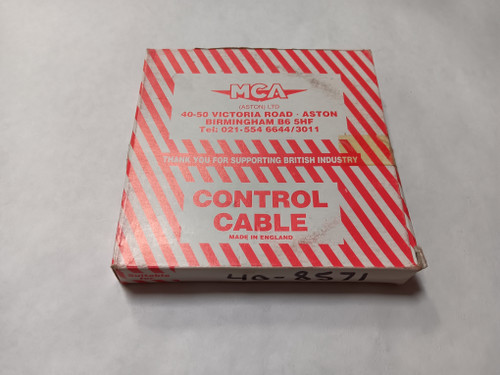 MCA
(ASTON) LTD
40-50 VICTORIA ROAD · ASTON
BIRMINGHAM B6 5HF
Tel: 021-554 6644/3011
THANK YOU FOR SUPPORTING BRITISH INDUSTRY
CONTROL
CABLE
MADE IN ENGLAND
40-8571